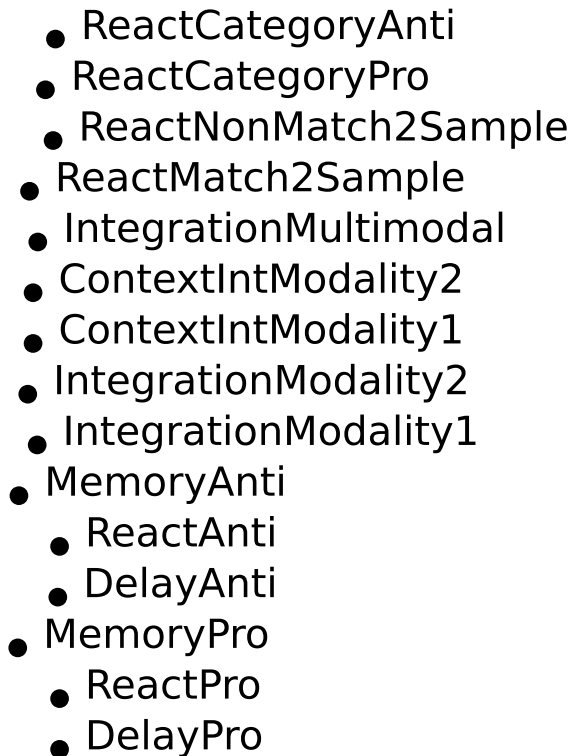 ReactCategoryAnti
ReactCategoryPro
ReactNonMatch2Sample
ReactMatch2Sample
IntegrationMultimodal
ContextIntModality2
ContextIntModality1
IntegrationModality2
IntegrationModality1
MemoryAnti
ReactAnti
DelayAnti
MemoryPro
ReactPro
DelayPro